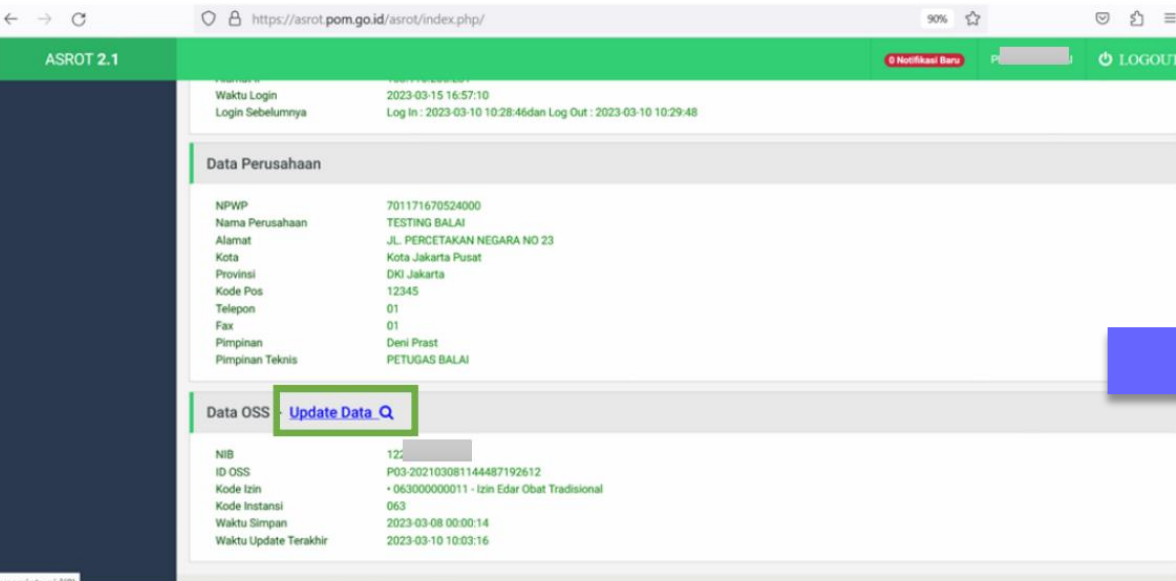 https://asrot.pom.go.id/asrot/index.php/ 90%
ASROT 2.1 0 Notifikasi Baru P LOGOUT
Waktu Login 2023-03-15 16:57:10
Login Sebelumnya Log In : 2023-03-10 10:28:46dan Log Out : 2023-03-10 10:29:48
Data Perusahaan
NPWP 701171670524000
Nama Perusahaan TESTING BALAI
Alamat JL. PERCETAKAN NEGARA NO 23
Kota Kota Jakarta Pusat
Provinsi DKI Jakarta
Kode Pos 12345
Telepon 01
Fax 01
Pimpinan Deni Prast
Pimpinan Teknis PETUGAS BALAI
Data OSS - Update Data
NIB 122
ID OSS P03-202103081144487192612
Kode Izin • 063000000011 - Izin Edar Obat Tradisional
Kode Instansi 063
Waktu Simpan 2023-03-08 00:00:14
Waktu Update Terakhir 2023-03-10 10:03:16